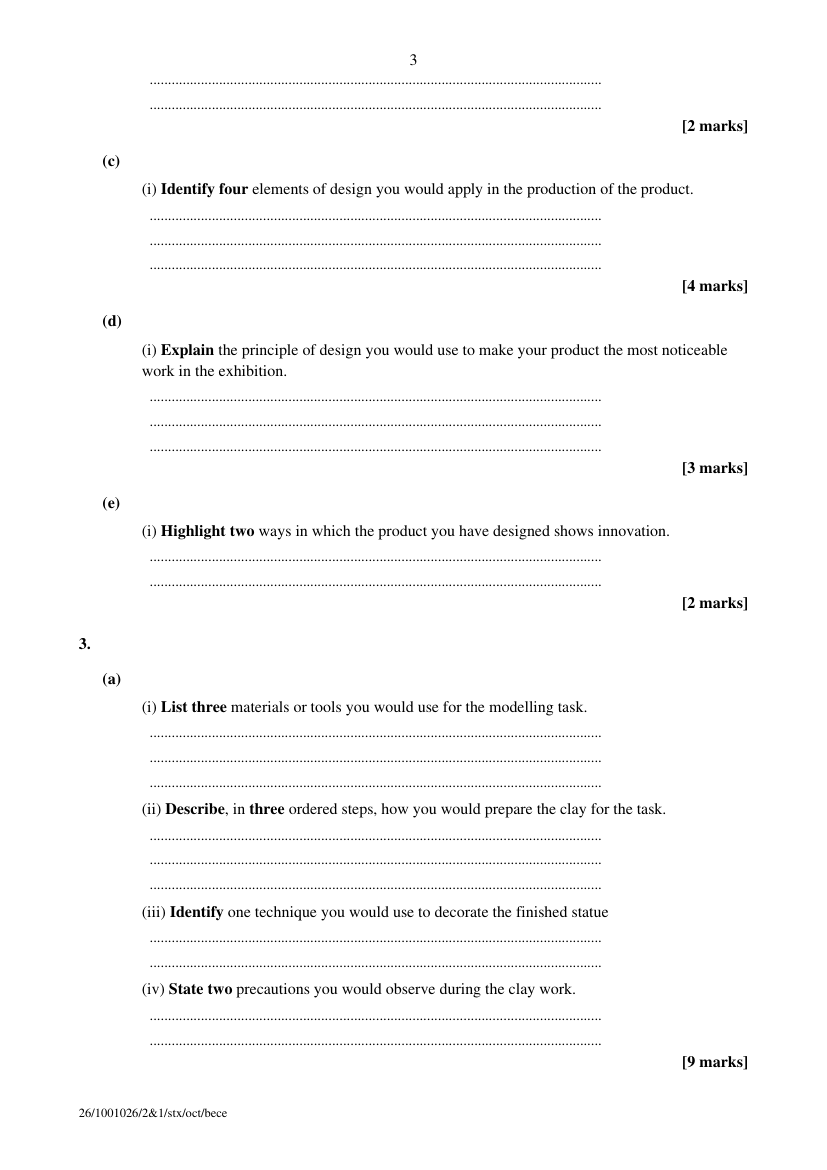 3
................................................................................................................................
................................................................................................................................
[2 marks]
(c)
(i) Identify four elements of design you would apply in the production of the product.
................................................................................................................................
................................................................................................................................
................................................................................................................................
[4 marks]
(d)
(i) Explain the principle of design you would use to make your product the most noticeable
work in the exhibition.
................................................................................................................................
................................................................................................................................
................................................................................................................................
[3 marks]
(e)
(i) Highlight two ways in which the product you have designed shows innovation.
................................................................................................................................
................................................................................................................................
[2 marks]
3.
(a)
(i) List three materials or tools you would use for the modelling task.
................................................................................................................................
................................................................................................................................
................................................................................................................................
(ii) Describe, in three ordered steps, how you would prepare the clay for the task.
................................................................................................................................
................................................................................................................................
................................................................................................................................
(iii) Identify one technique you would use to decorate the finished statue
................................................................................................................................
................................................................................................................................
(iv) State two precautions you would observe during the clay work.
................................................................................................................................
................................................................................................................................
[9 marks]
26/1001026/2&1/stx/oct/bece